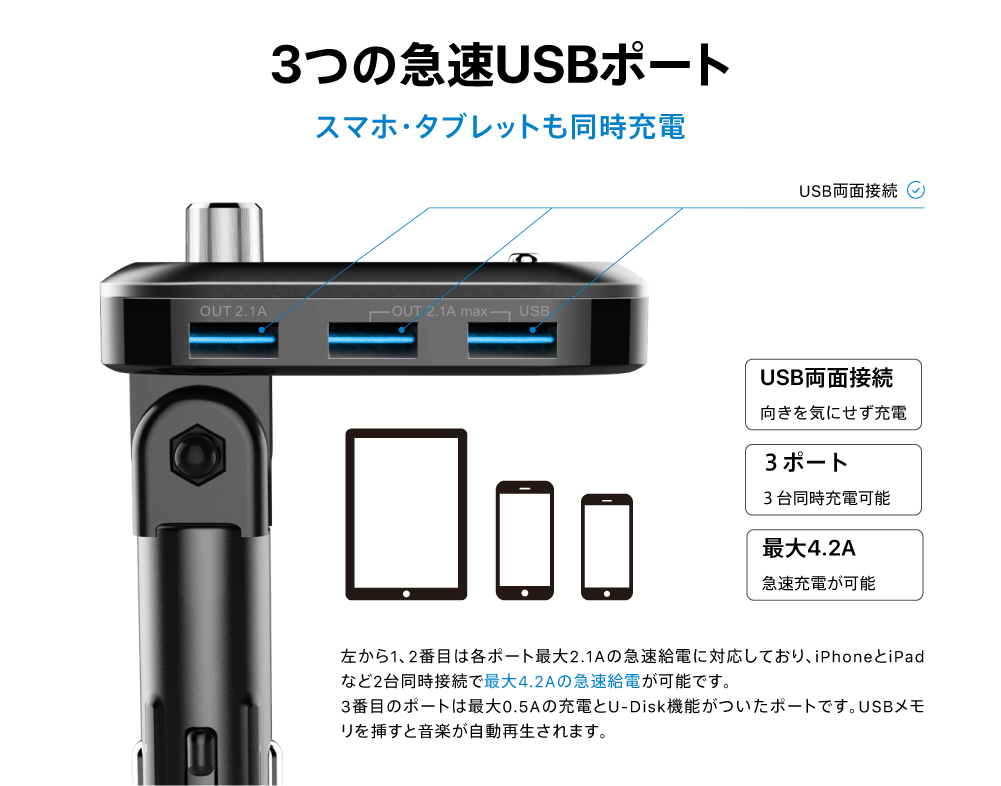 3つの急速USBポート
スマホ・タブレットも同時充電
USB両面接続
OUT 2.1A
OUT 2.1A max
USB
USB両面接続
向きを気にせず充電
3 ポート
3 台同時充電可能
最大4.2A
急速充電が可能
左から1、2番目は各ポート最大2.1Aの急速給電に対応しており、iPhoneとiPad
など2台同時接続で最大4.2Aの急速給電が可能です。
3番目のポートは最大0.5Aの充電とU-Disk機能がついたポートです。USBメモ
リを挿すと音楽が自動再生されます。